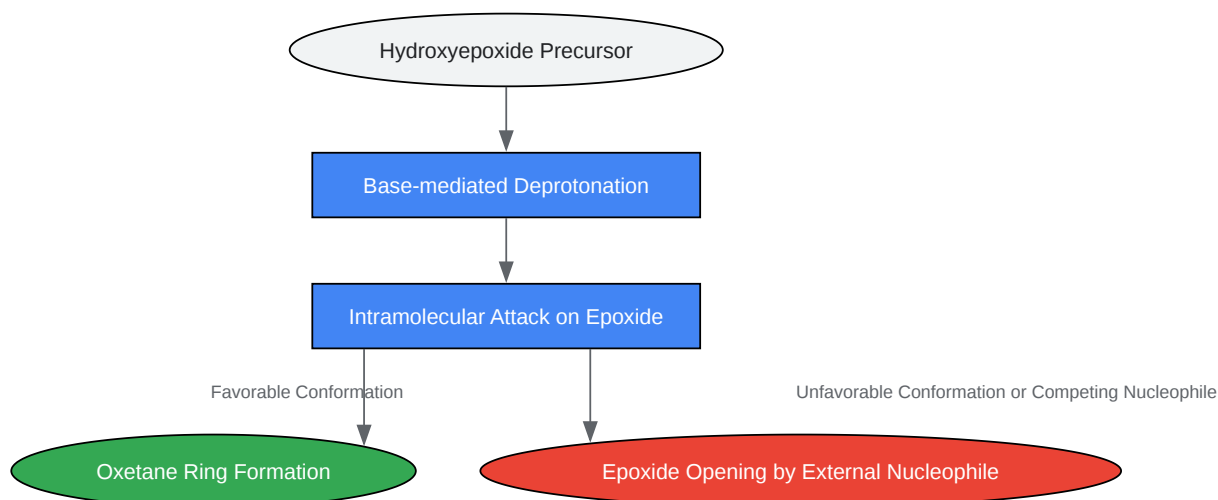 Hydroxyepoxide Precursor
Base-mediated Deprotonation
Intramolecular Attack on Epoxide
Favorable Conformation
Unfavorable Conformation or Competing Nucleophile
Oxetane Ring Formation
Epoxide Opening by External Nucleophile